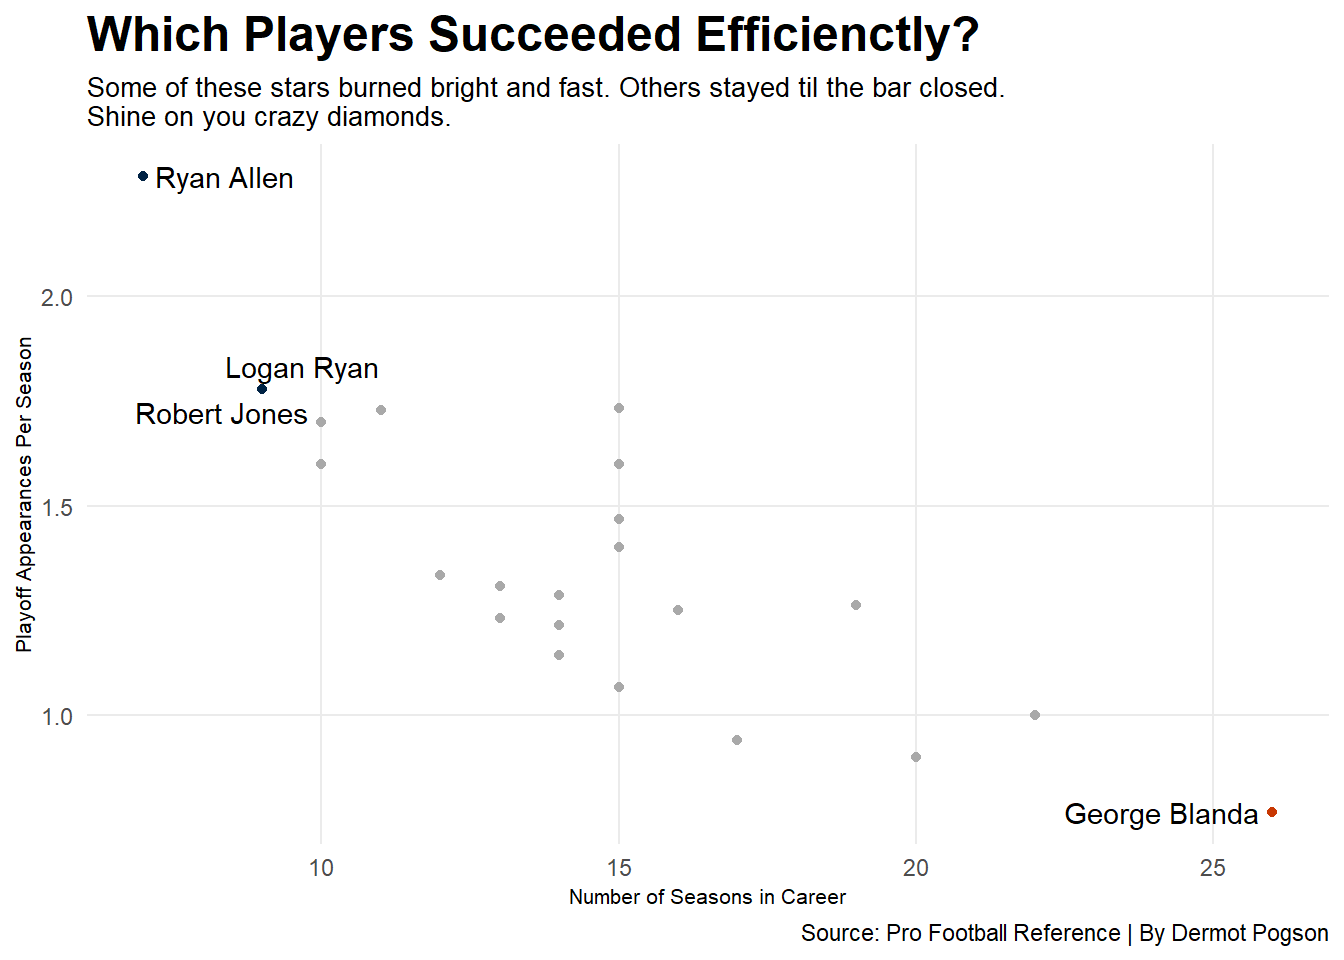 Which Players Succeeded Efficienctly?
Some of these stars burned bright and fast. Others stayed til the bar closed.
Shine on you crazy diamonds.
Ryan Allen
2.0
Logan Ryan
Robert Jones
1.5
1.0
George Blanda
Playoff Appearances Per Season
10
15
20
25
Number of Seasons in Career
Source: Pro Football Reference | By Dermot Pogson